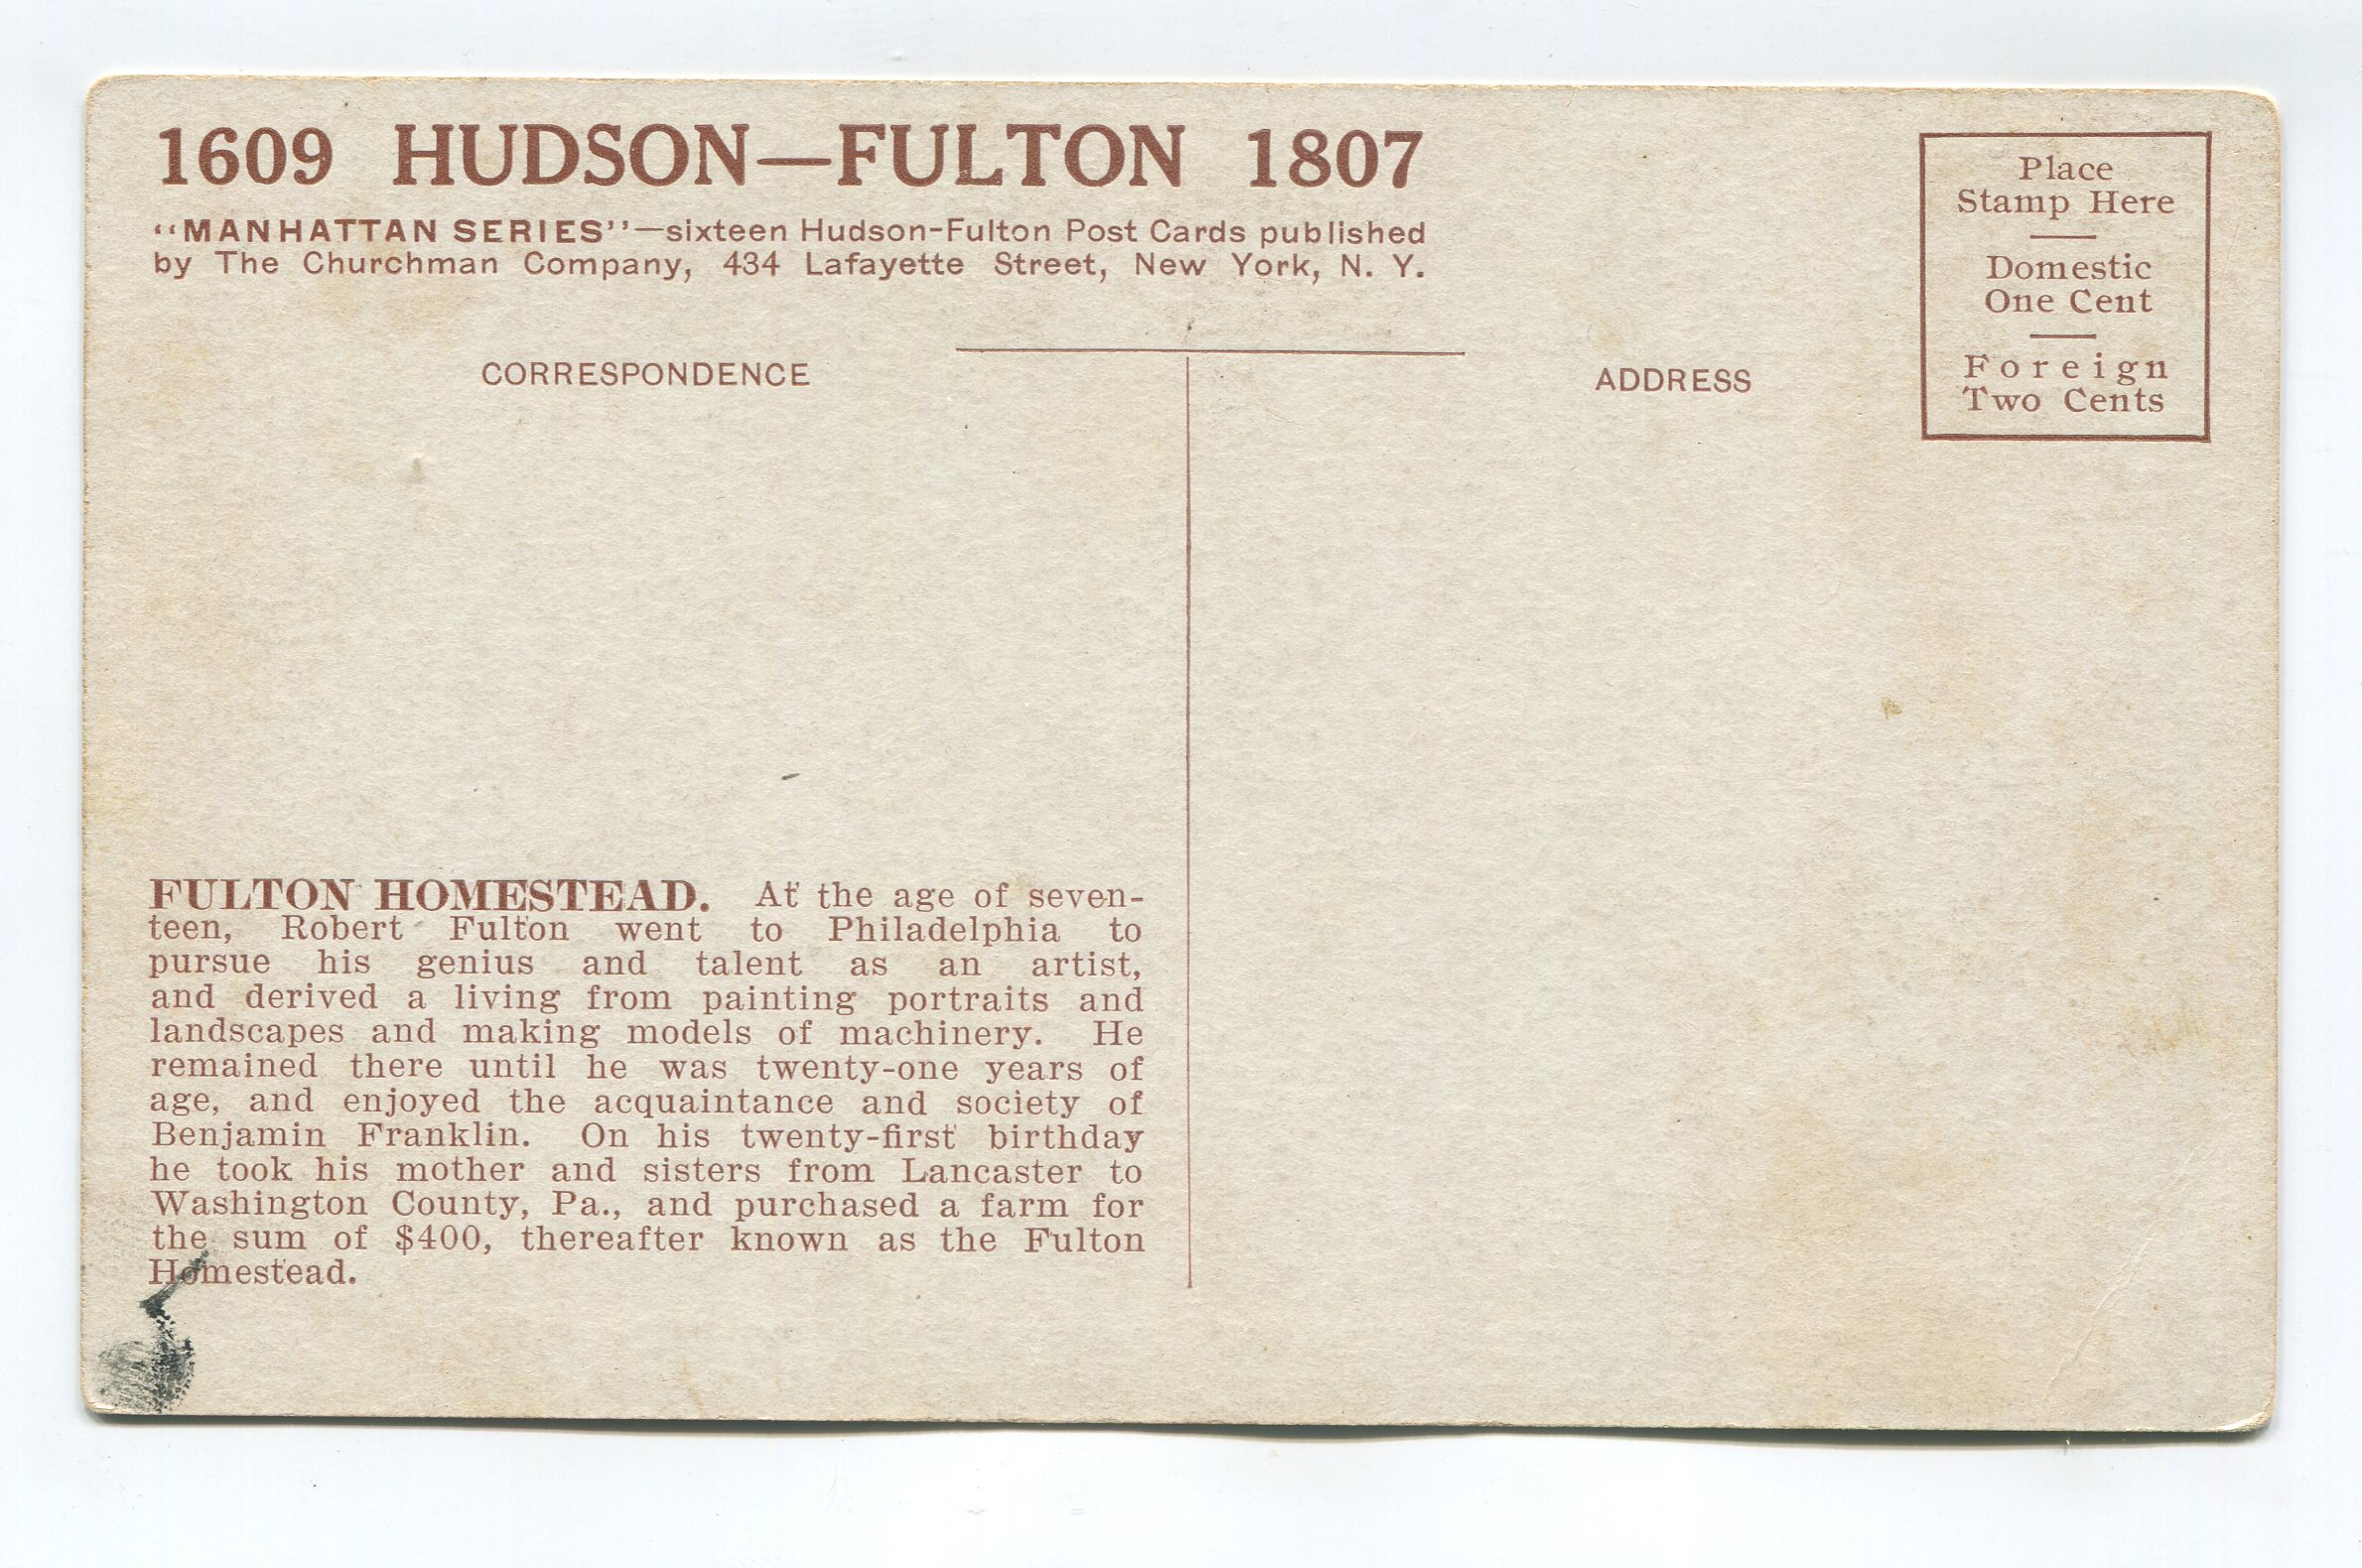 1609 HUDSON—FULTON 1807
"MANHATTAN SERIES"—sixteen Hudson-Fulton Post Cards published
by The Churchman Company, 434 Lafayette Street, New York, N. Y.
Place
Stamp Here
Domestic
One Cent
Foreign
Two Cents
CORRESPONDENCE
ADDRESS
FULTON HOMESTEAD. At the age of seven-
teen, Robert Fulton went to Philadelphia to
pursue his genius and talent as an artist,
and derived a living from painting portraits and
landscapes and making models of machinery. He
remained there until he was twenty-one years of
age, and enjoyed the acquaintance and society of
Benjamin Franklin. On his twenty-first birthday
he took his mother and sisters from Lancaster to
Washington County, Pa., and purchased a farm for
the sum of $400, thereafter known as the Fulton
Homestead.